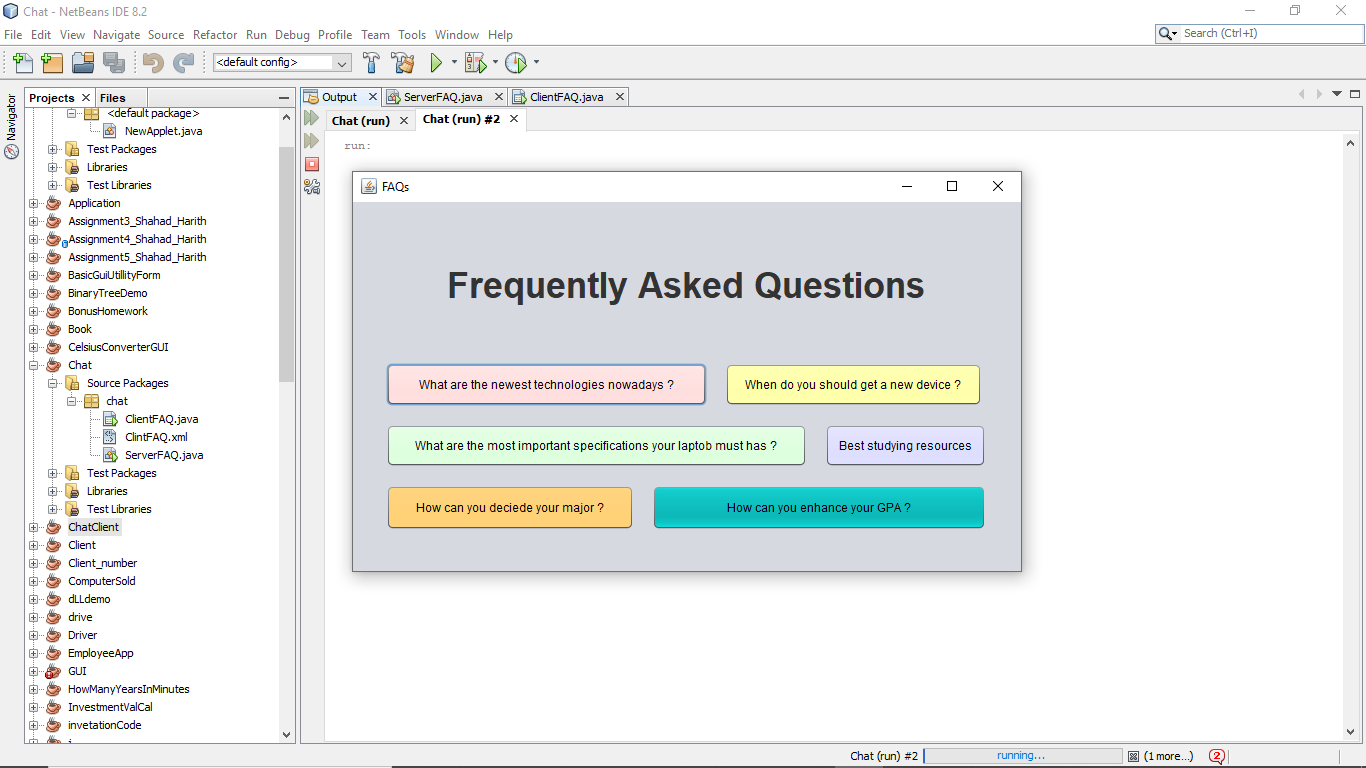 Chat - NetBeans IDE 8.2
File Edit View Navigate Source Refactor Run Debug Profile Team Tools Window Help
Search (Ctrl+I)
<default config>
Navigator
Projects
Files
<default package>
NewApplet.java
Test Packages
Libraries
Test Libraries
Application
Assignment3_Shahad_Harith
Assignment4_Shahad_Harith
Assignment5_Shahad_Harith
BasicGuiUtillityForm
BinaryTreeDemo
BonusHomework
Book
CelsiusConverterGUI
Chat
Source Packages
chat
ClientFAQ.java
ClintFAQ.xml
ServerFAQ.java
Test Packages
Libraries
Test Libraries
ChatClient
Client
Client_number
ComputerSold
dLLdemo
drive
Driver
EmployeeApp
GUI
HowManyYearsInMinutes
InvestmentValCal
invetationCode
Output
ServerFAQ.java
ClientFAQ.java
Chat (run)
Chat (run) #2
run:
FAQs
Frequently Asked Questions
What are the newest technologies nowadays ?
When do you should get a new device ?
What are the most important specifications your laptob must has ?
Best studying resources
How can you deciede your major ?
How can you enhance your GPA ?
Chat (run) #2
running...
(1 more...)
2